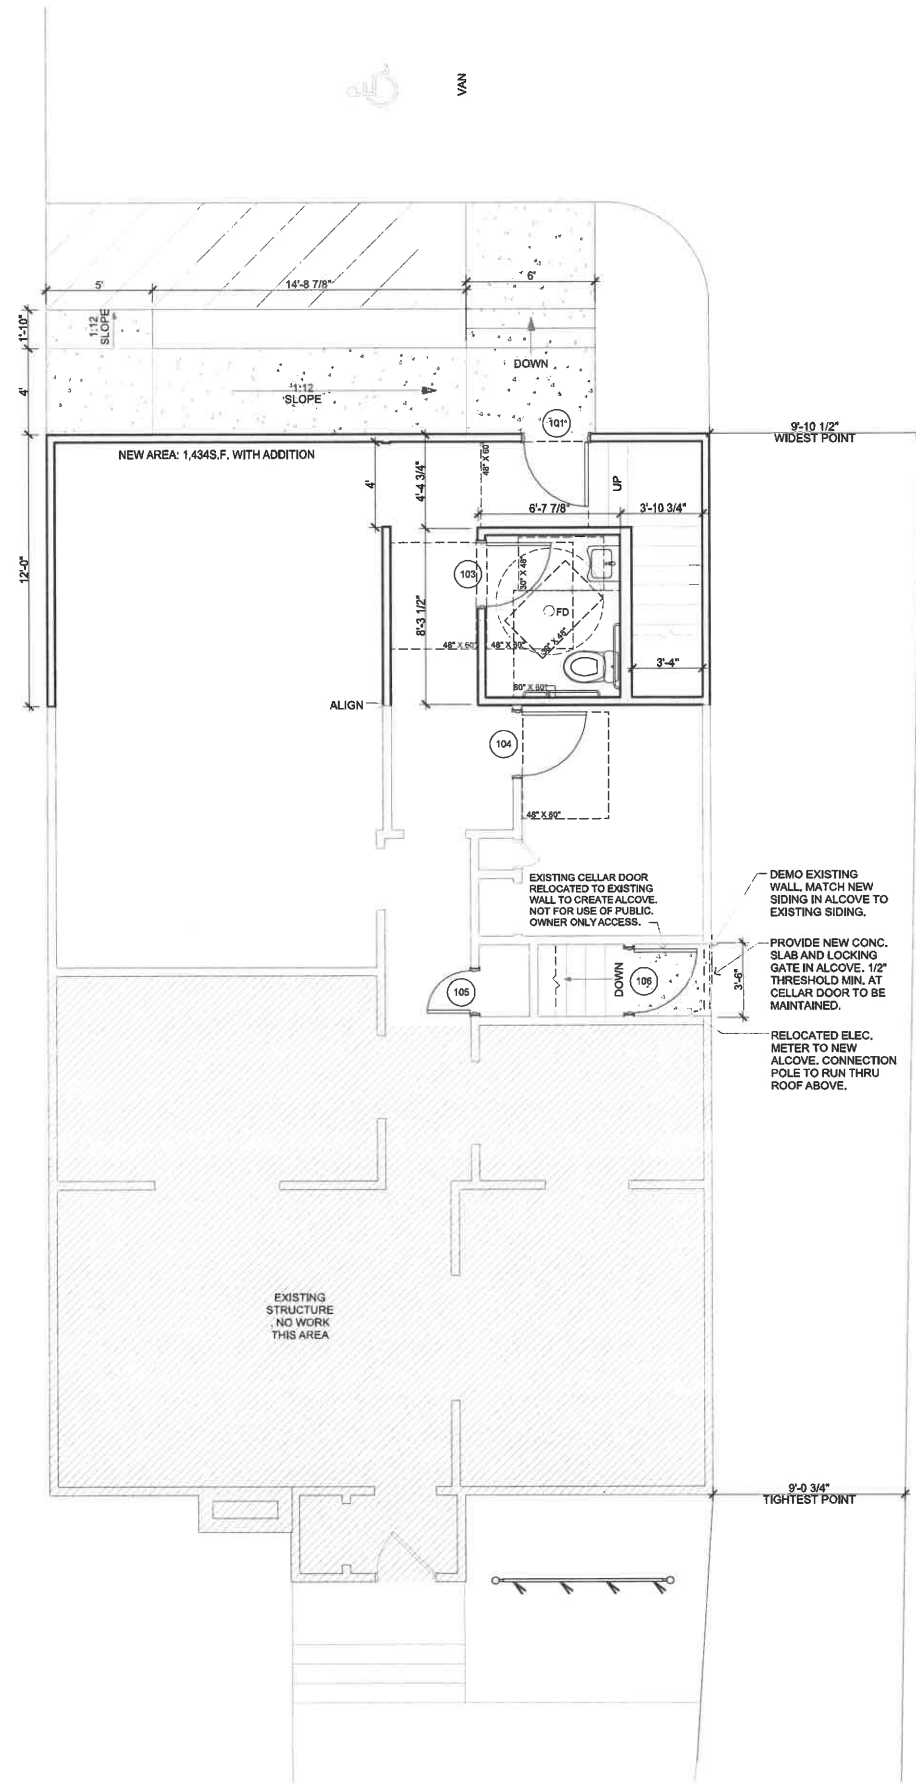 VAN
5'
14'-8 7/8"
6'
1'-10"
1:12
SLOPE
4'
1:12
SLOPE
DOWN
101
9'-10 1/2"
WIDEST POINT
NEW AREA: 1,434S.F. WITH ADDITION
4'
4'-4 3/4"
48" X 60"
UP
6'-7 7/8"
3'-10 3/4"
12'-0"
103
30" X 48"
FD
8'-3 1/2"
48" X 60"
48" X 60"
30" X 48"
60" X 60"
3'-4"
ALIGN
104
48" X 60"
EXISTING CELLAR DOOR
RELOCATED TO EXISTING
WALL TO CREATE ALCOVE.
NOT FOR USE OF PUBLIC.
OWNER ONLY ACCESS.
DEMO EXISTING
WALL, MATCH NEW
SIDING IN ALCOVE TO
EXISTING SIDING.
PROVIDE NEW CONC.
SLAB AND LOCKING
GATE IN ALCOVE. 1/2"
THRESHOLD MIN. AT
CELLAR DOOR TO BE
MAINTAINED.
105
DOWN
106
3'-6"
RELOCATED ELEC.
METER TO NEW
ALCOVE. CONNECTION
POLE TO RUN THRU
ROOF ABOVE.
EXISTING
STRUCTURE
, NO WORK
THIS AREA
9'-0 3/4"
TIGHTEST POINT